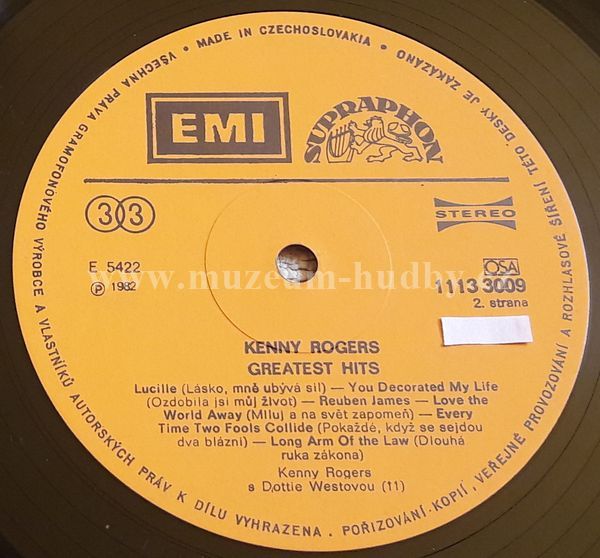 VŠECHNA PRÁVA GRAMOFONOVÉHO VÝROBCE A VLASTNÍKŮ AUTORSKÝCH PRÁV K DÍLU VYHRAZENA. POŘIZOVÁNÍ KOPIÍ, VEŘEJNÉ PROVOZOVÁNÍ A ROZHLASOVÉ ŠÍŘENÍ TÉTO DESKY JE ZAKÁZÁNO • MADE IN CZECHOSLOVAKIA •
EMI
SUPRAPHON
33
STEREO
E 5422
OSA
℗ 1982
1113 3009
www.muzeum-hudby.
2. strana
KENNY ROGERS
GREATEST HITS
Lucille (Lásko, mně ubývá sil) — You Decorated My Life
(Ozdobila jsi můj život) — Reuben James — Love the
World Away (Miluj a na svět zapomeň) — Every
Time Two Fools Collide (Pokaždé, když se sejdou
dva blázni) — Long Arm Of the Law (Dlouhá
ruka zákona)
Kenny Rogers
s Dottie Westovou (11)